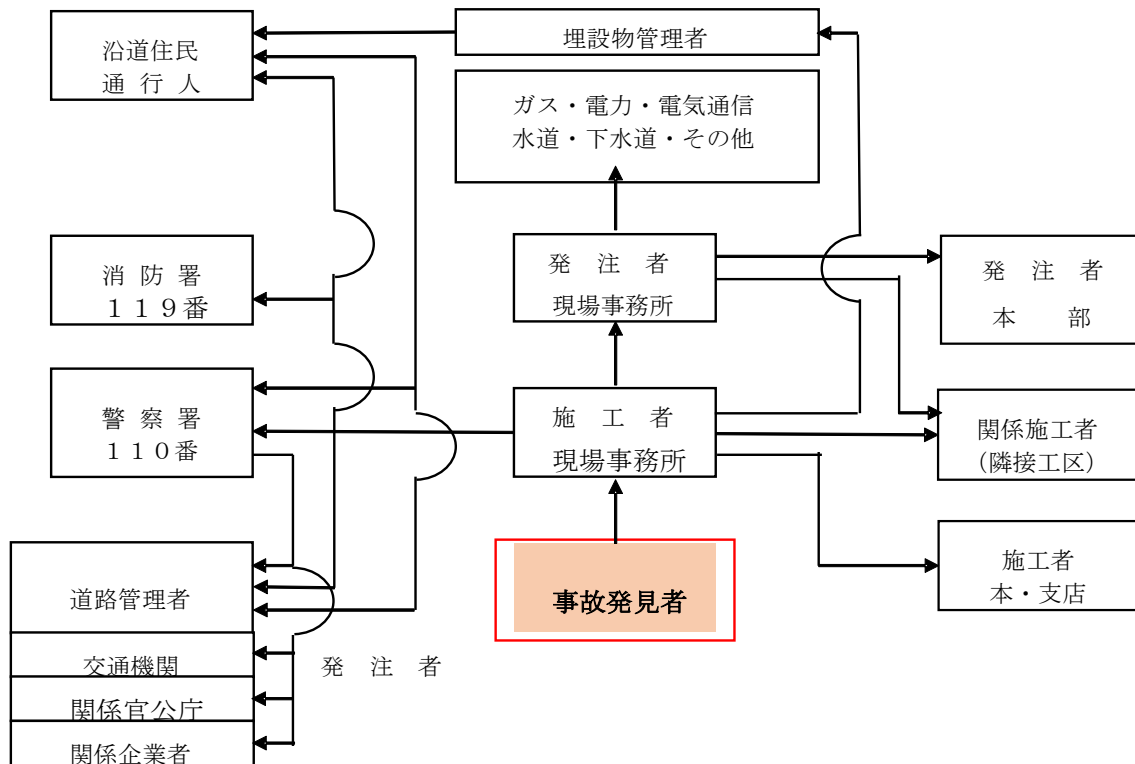 沿道住民
通 行 人
埋設物管理者
ガス・電力・電気通信
水道・下水道・その他
消 防 署
１１９番
発 注 者
現場事務所
発 注 者
本 部
警 察 署
１１０番
施 工 者
現場事務所
関係施工者
（隣接工区）
施工者
本・支店
事故発見者
道路管理者
交通機関
発 注 者
関係官公庁
関係企業者